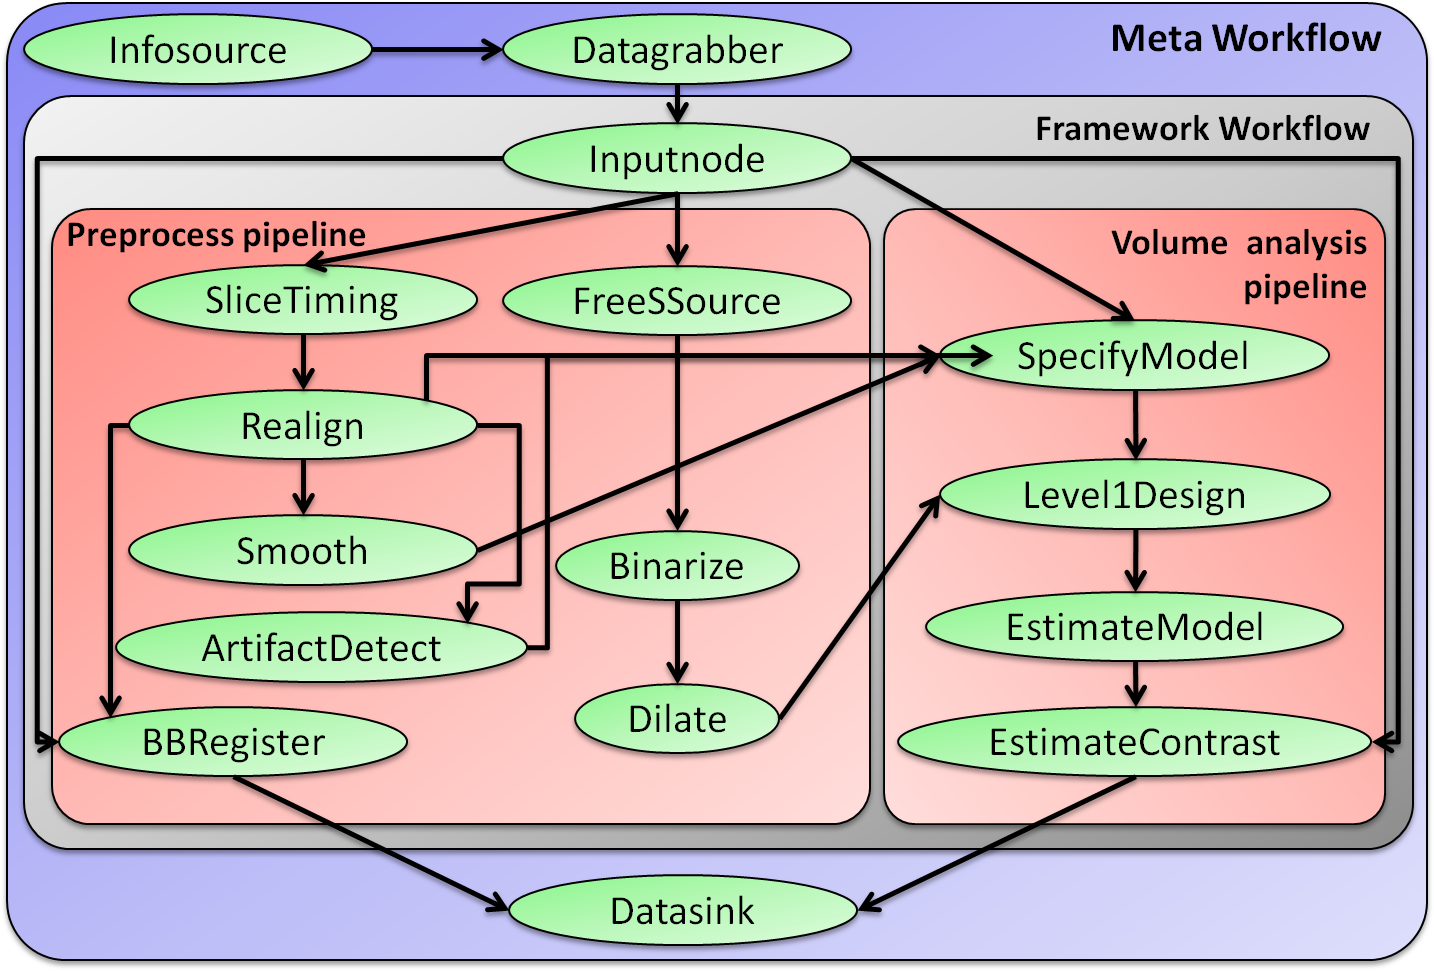 Infosource
Datagrabber
Meta Workflow
Framework Workflow
Inputnode
Preprocess pipeline
SliceTiming
FreeSSource
Realign
Smooth
Binarize
ArtifactDetect
Dilate
BBRegister
Volume analysis
pipeline
SpecifyModel
Level1Design
EstimateModel
EstimateContrast
Datasink